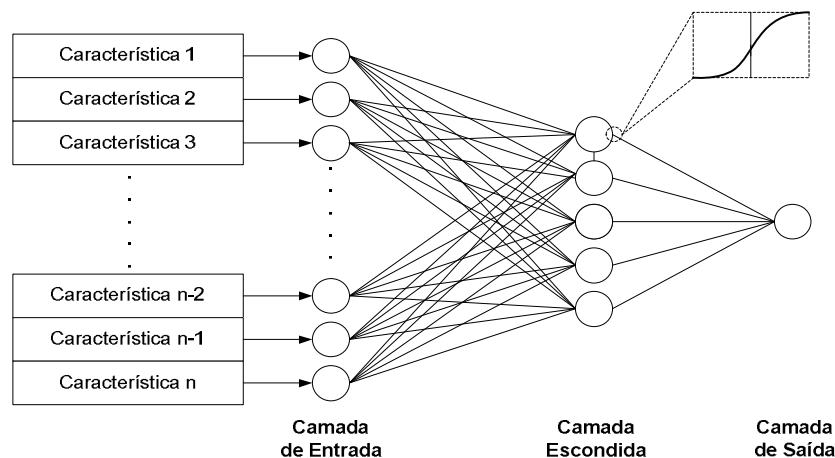 Característica 1
Característica 2
Característica 3
Característica n-2
Característica n-1
Característica n
Camada
de Entrada
Camada
Escondida
Camada
de Saída